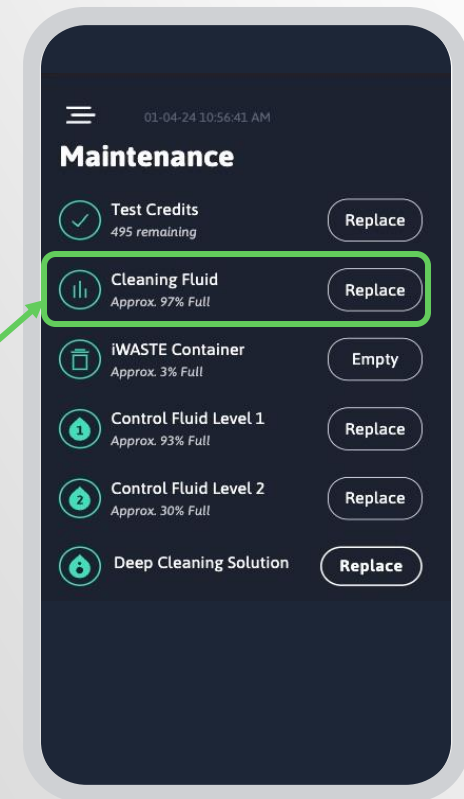 01-04-24 10:56:41 AM
Maintenance
Test Credits
495 remaining
Replace
Cleaning Fluid
Approx. 97% Full
Replace
iWASTE Container
Approx. 3% Full
Empty
1
Control Fluid Level 1
Approx. 93% Full
Replace
2
Control Fluid Level 2
Approx. 30% Full
Replace
Deep Cleaning Solution
Replace